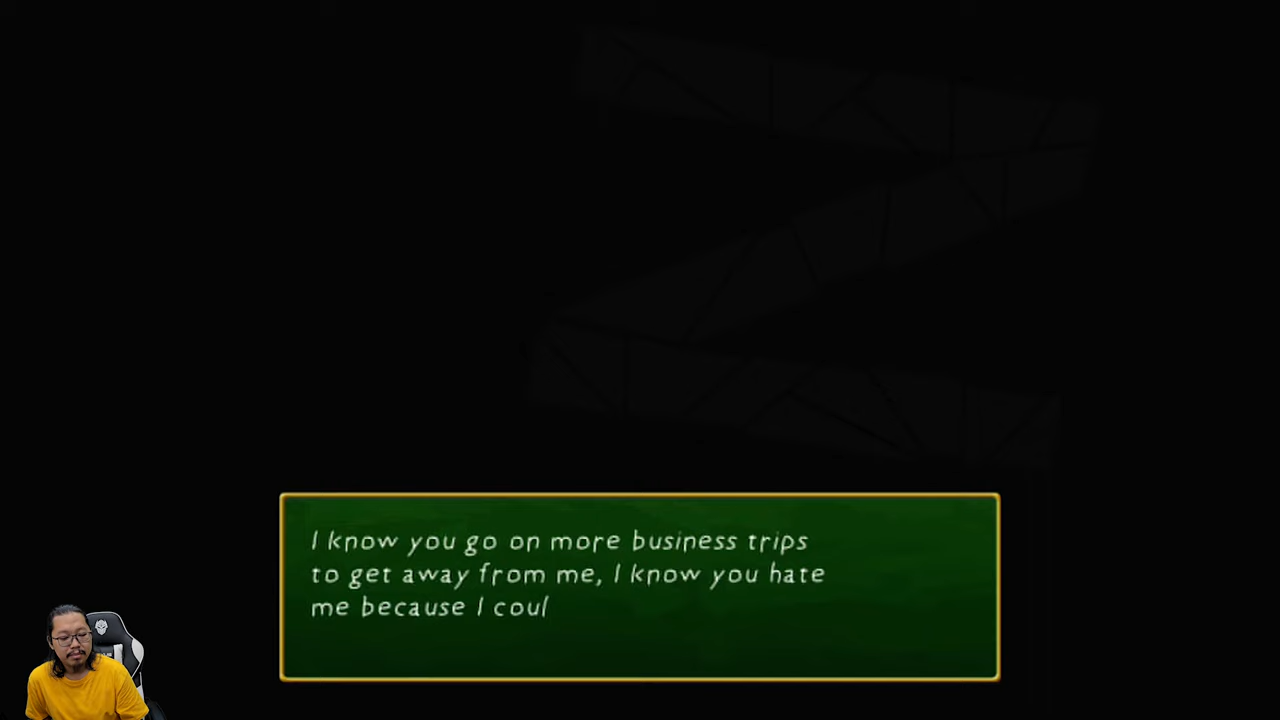 I know you go on more business trips
to get away from me, I know you hate
me because I coul